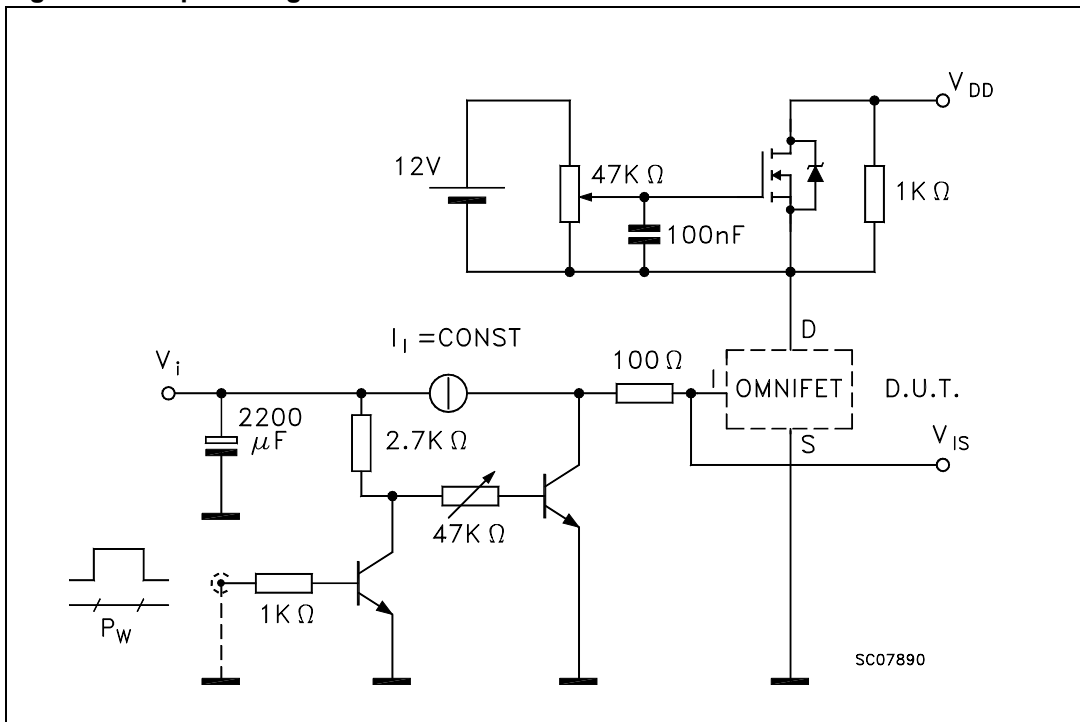 V DD
12V
47K Ω
1K Ω
100nF
D
I I =CONST
V i
100 Ω
I
OMNIFET
D.U.T.
2200
μF
2.7K Ω
S
V IS
47K Ω
1K Ω
P W
SC07890